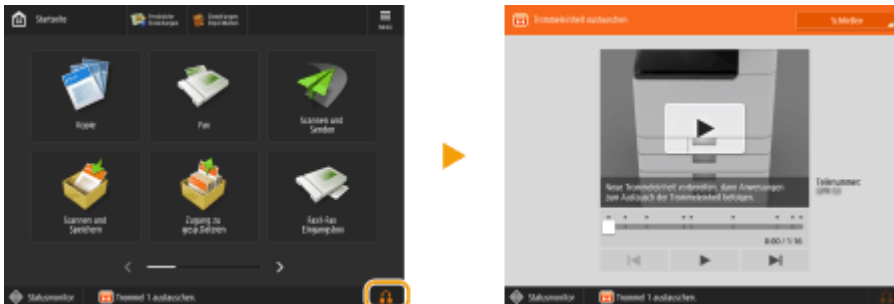 Startseite
Kopie
Fax
Scannen und
Senden
Scannen und
Speichern
Zugang zu
gesp.Dateien
Fax/I-Fax
Eingangsbox
Statusmonitor
Trommel 1 austauschen.
Trommeleinheit austauschen
Schließen
Neue Trommeleinheit vorbereiten, dann Anweisungen
zum Austausch der Trommeleinheit befolgen.
Teilenummer:
0:00 / 1:16
Statusmonitor
Trommel 1 austauschen.